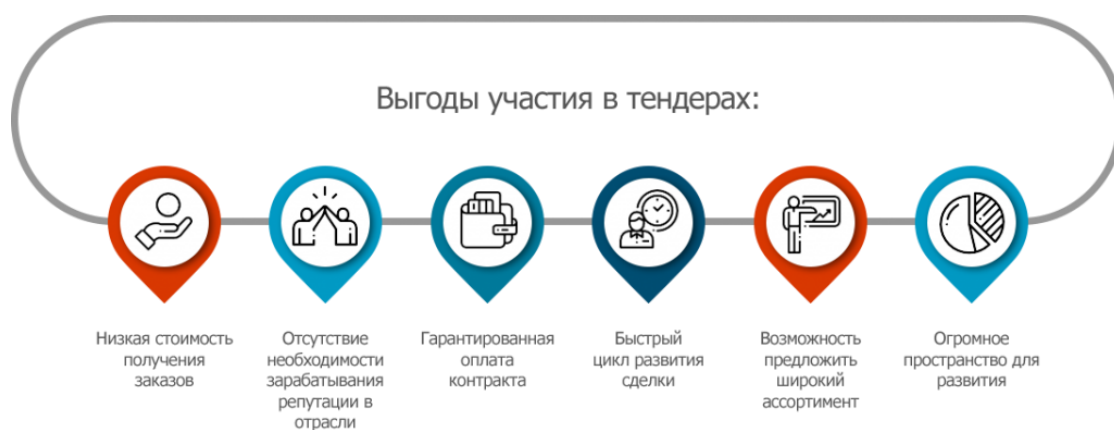 Выгоды участия в тендерах:
Низкая стоимость
получения
заказов
Отсутствие
необходимости
зарабатывания
репутации в
отрасли
Гарантированная
оплата
контракта
Быстрый
цикл развития
сделки
Возможность
предложить
широкий
ассортимент
Огромное
пространство для
развития